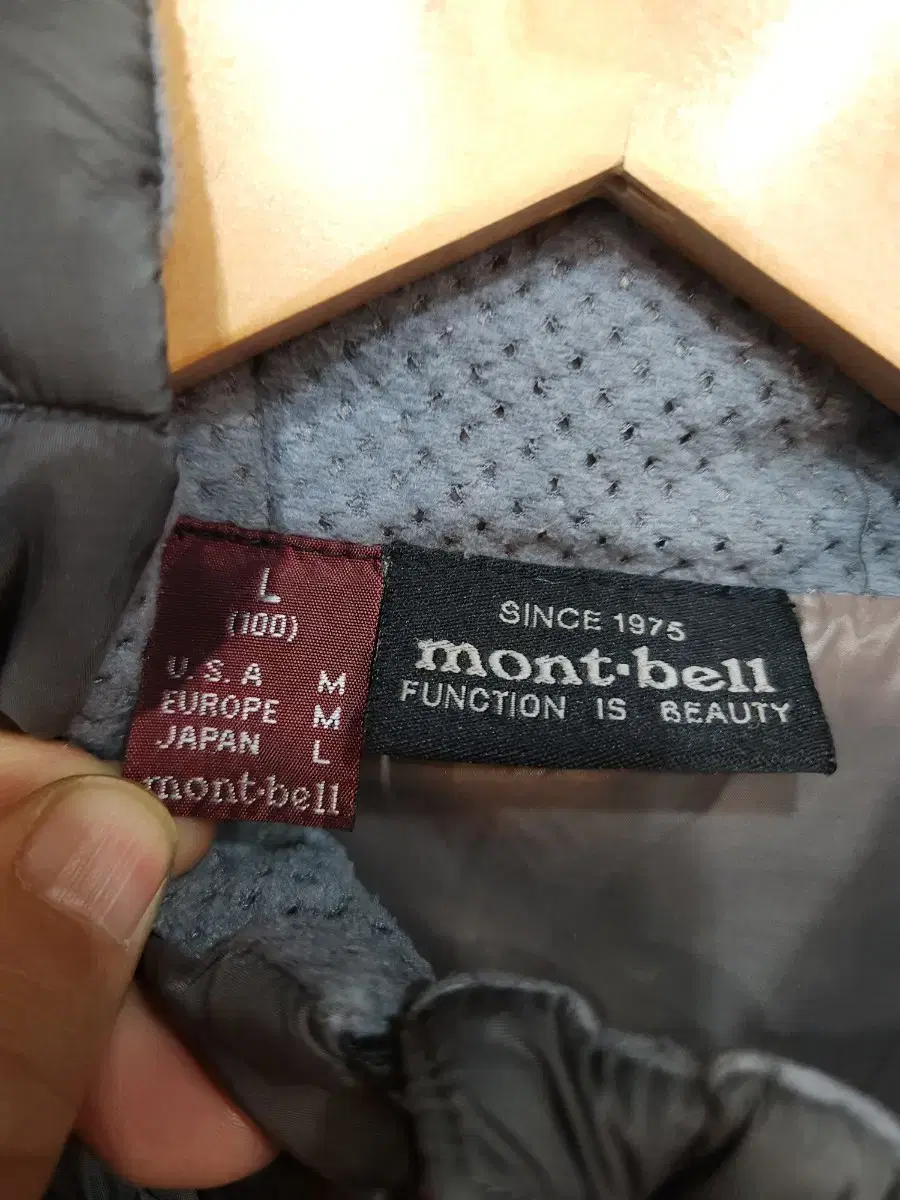 L
(100)
U.S.A M
EUROPE M
JAPAN L
mont·bell
SINCE 1975
mont·bell
FUNCTION IS BEAUTY